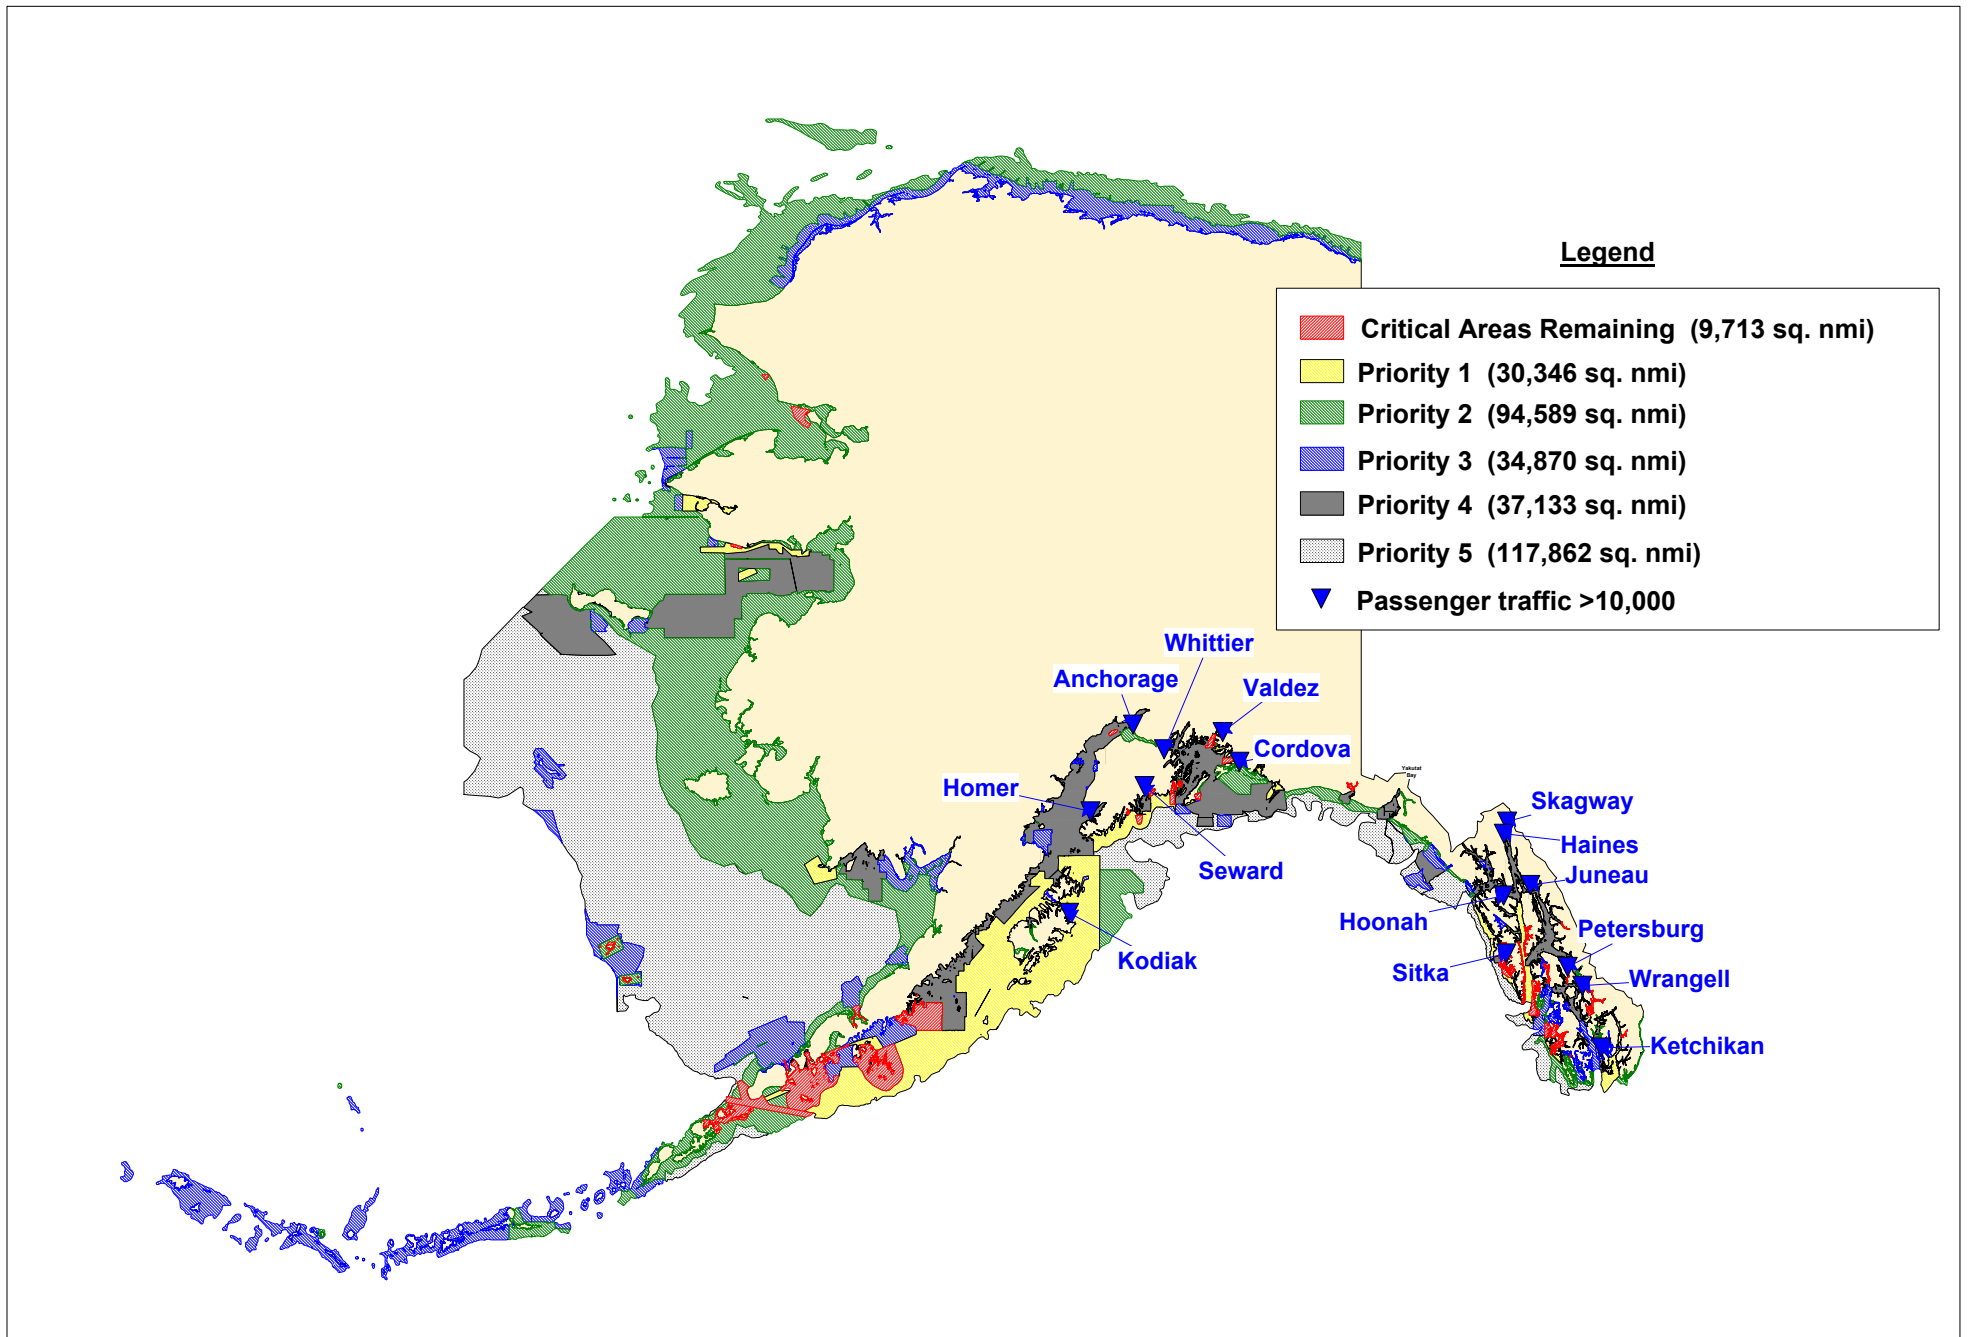 Legend
Critical Areas Remaining (9,713 sq. nmi)
Priority 1 (30,346 sq. nmi)
Priority 2 (94,589 sq. nmi)
Priority 3 (34,870 sq. nmi)
Priority 4 (37,133 sq. nmi)
Priority 5 (117,862 sq. nmi)
Passenger traffic >10,000
Whittier
Anchorage
Valdez
Cordova
Homer
Yakutat
Bay
Skagway
Haines
Seward
Juneau
Hoonah
Petersburg
Kodiak
Sitka
Wrangell
Ketchikan